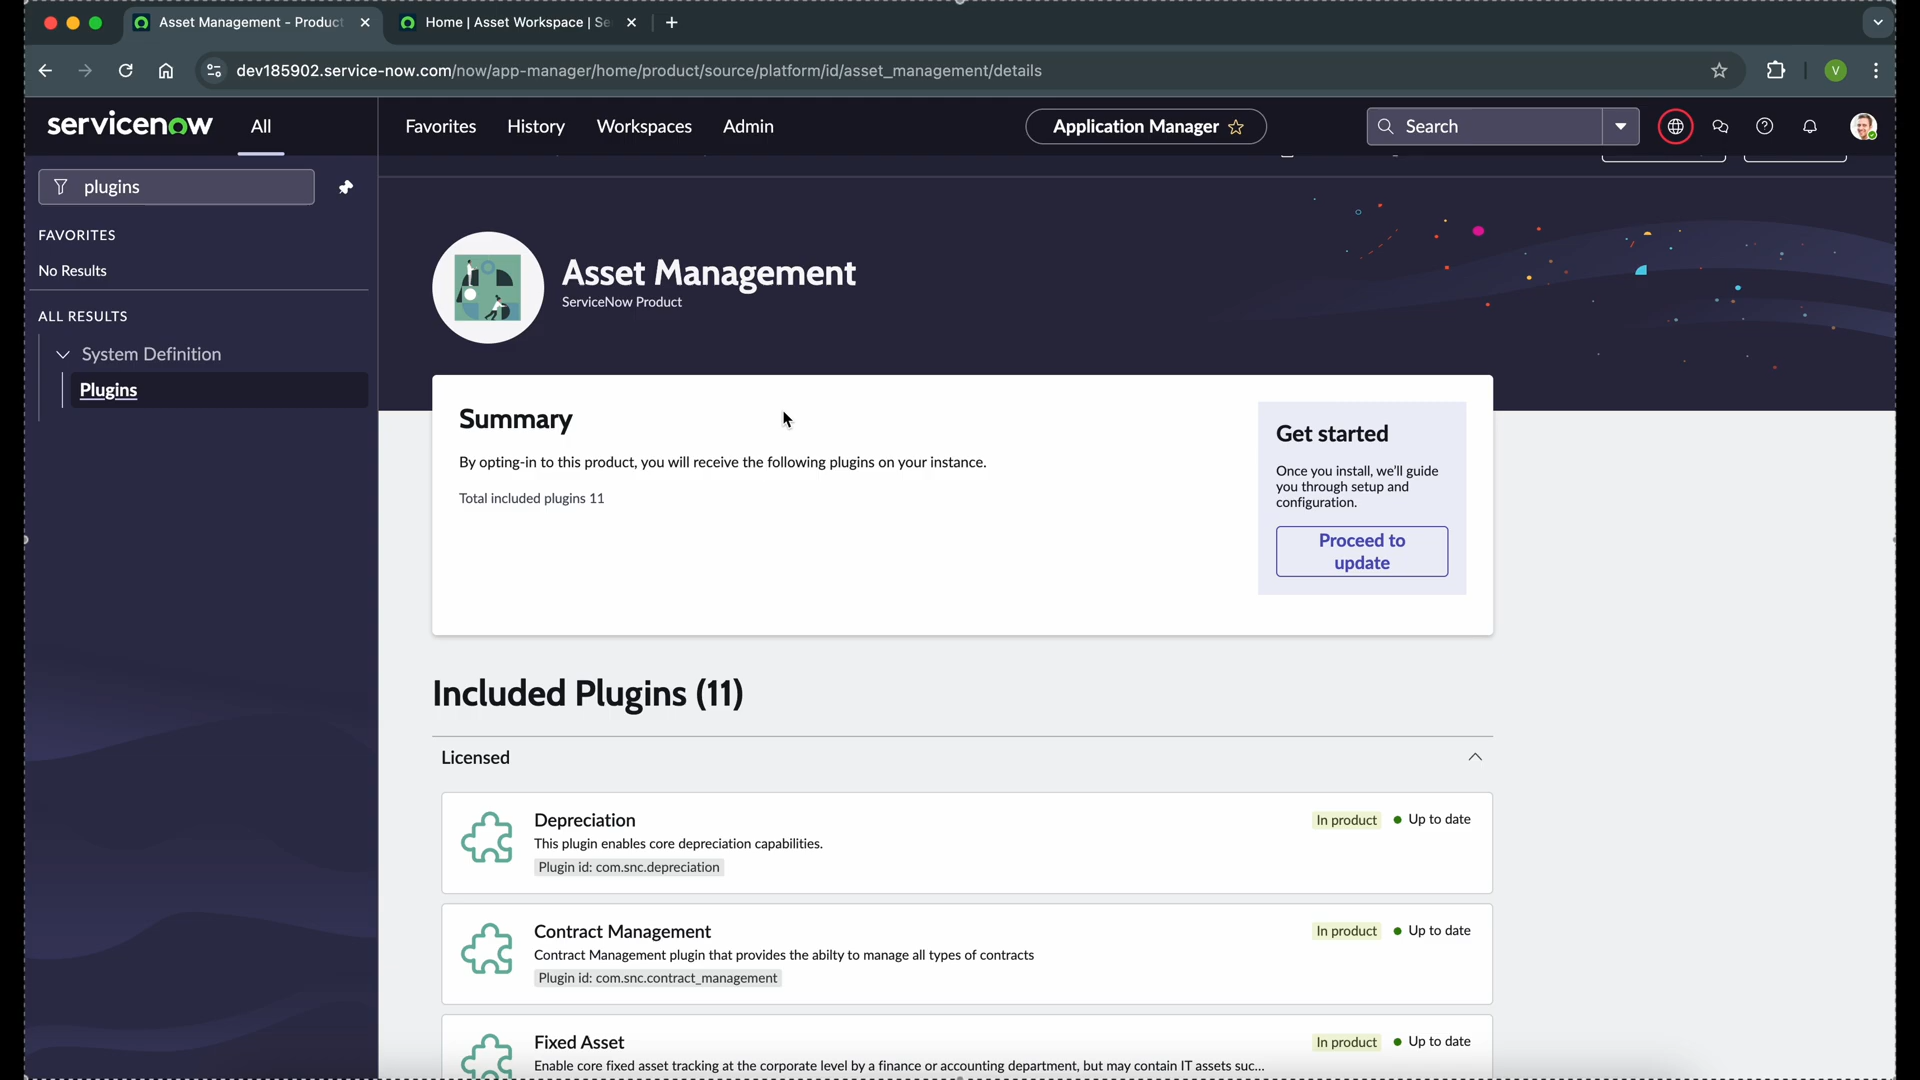 Asset Management - Product
Home | Asset Workspace | Se
dev185902.service-now.com/now/app-manager/home/product/source/platform/id/asset_management/details
V
servicenow
All
Favorites
History
Workspaces
Admin
Application Manager
Search
plugins
FAVORITES
No Results
ALL RESULTS
System Definition
Plugins
Asset Management
ServiceNow Product
Summary
By opting-in to this product, you will receive the following plugins on your instance.
Total included plugins 11
Get started
Once you install, we'll guide
you through setup and
configuration.
Proceed to
update
Included Plugins (11)
Licensed
Depreciation
In product
Up to date
This plugin enables core depreciation capabilities.
Plugin id: com.snc.depreciation
Contract Management
In product
Up to date
Contract Management plugin that provides the abilty to manage all types of contracts
Plugin id: com.snc.contract_management
Fixed Asset
In product
Up to date
Enable core fixed asset tracking at the corporate level by a finance or accounting department, but may contain IT assets suc...